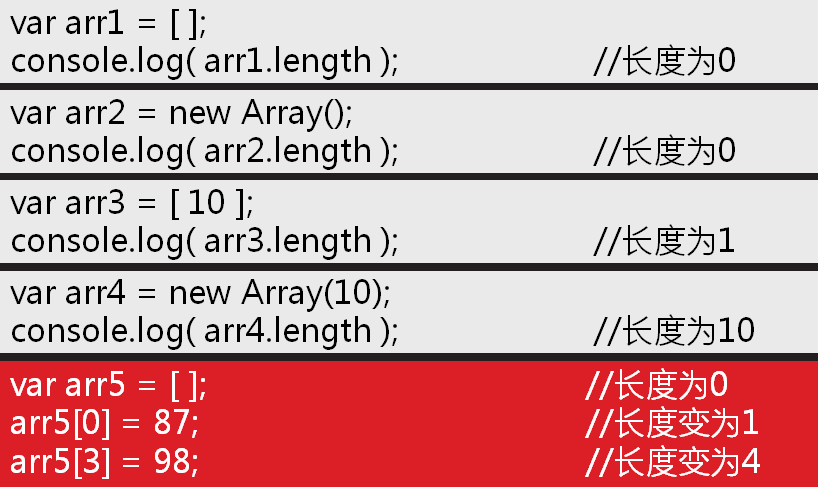 var arr1 = [ ];
console.log( arr1.length ); //长度为0
var arr2 = new Array();
console.log( arr2.length ); //长度为0
var arr3 = [ 10 ];
console.log( arr3.length ); //长度为1
var arr4 = new Array(10);
console.log( arr4.length ); //长度为10
var arr5 = [ ]; //长度为0
arr5[0] = 87; //长度变为1
arr5[3] = 98; //长度变为4